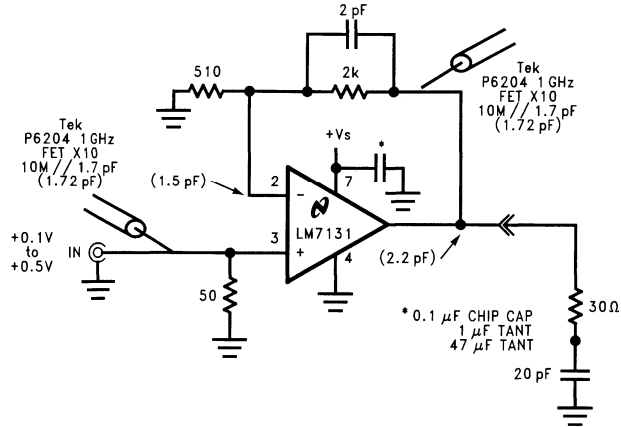 2 pF
510
2k
Tek
P6204 1GHz
FET X10
10M // 1.7 pF
(1.72 pF)
Tek
P6204 1 GHz
FET X10
10M // 1.7 pF
(1.72 pF)
+Vs
*
(1.5 pF)
2
-
7
LM7131
3
+
4
+0.1V
to
+0.5V
IN
50
(2.2 pF)
* 0.1 μF CHIP CAP
1 μF TANT
47 μF TANT
30Ω
20 pF